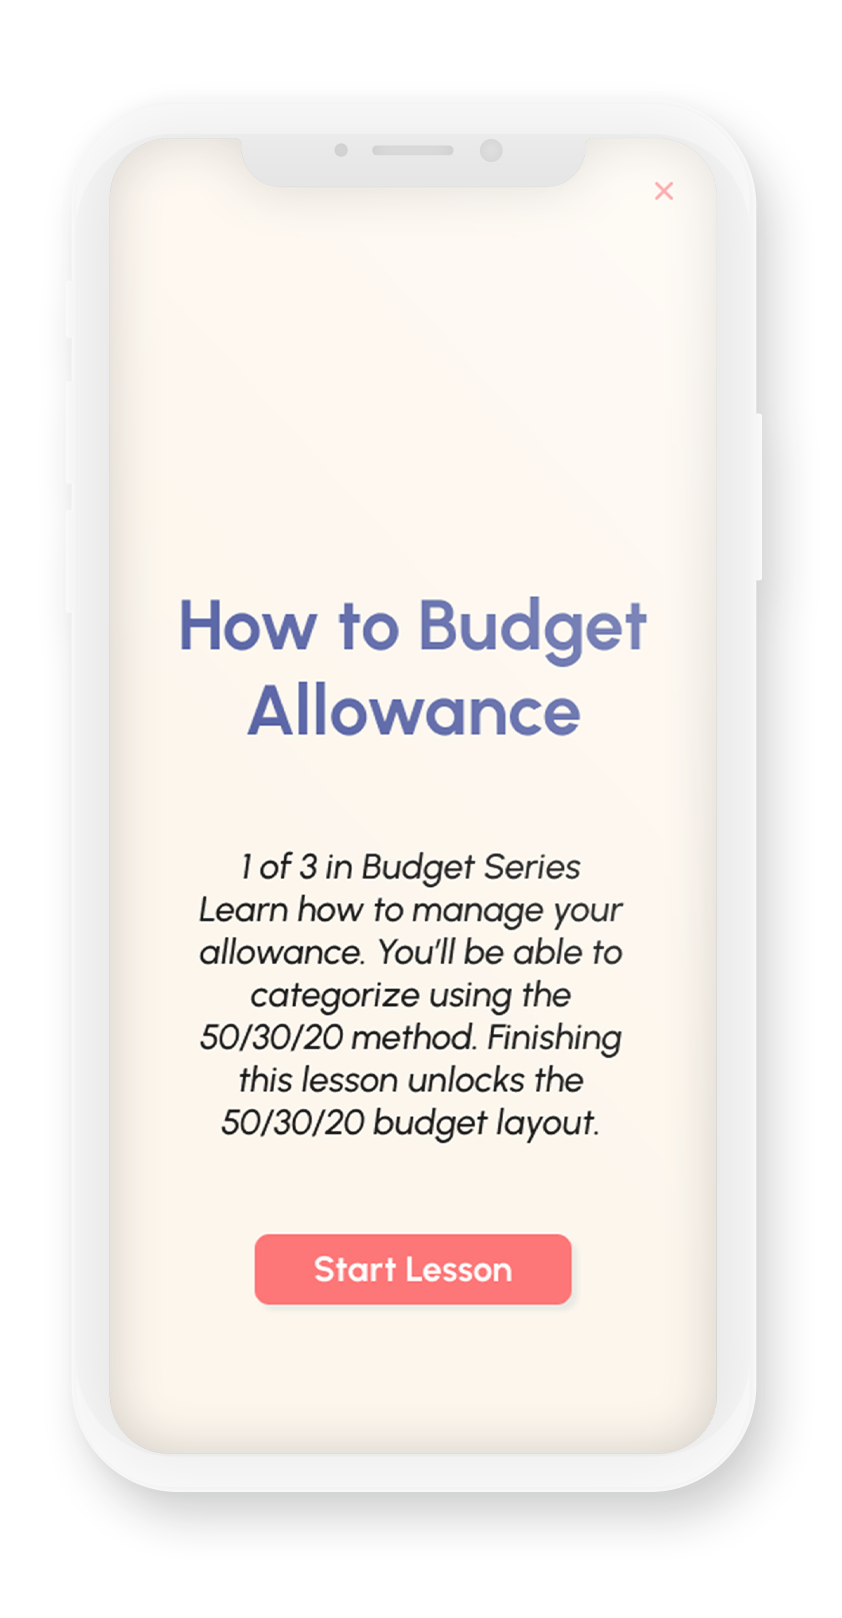 How to Budget
Allowance
1 of 3 in Budget Series
Learn how to manage your
allowance. You'll be able to
categorize using the
50/30/20 method. Finishing
this lesson unlocks the
50/30/20 budget layout.
Start Lesson